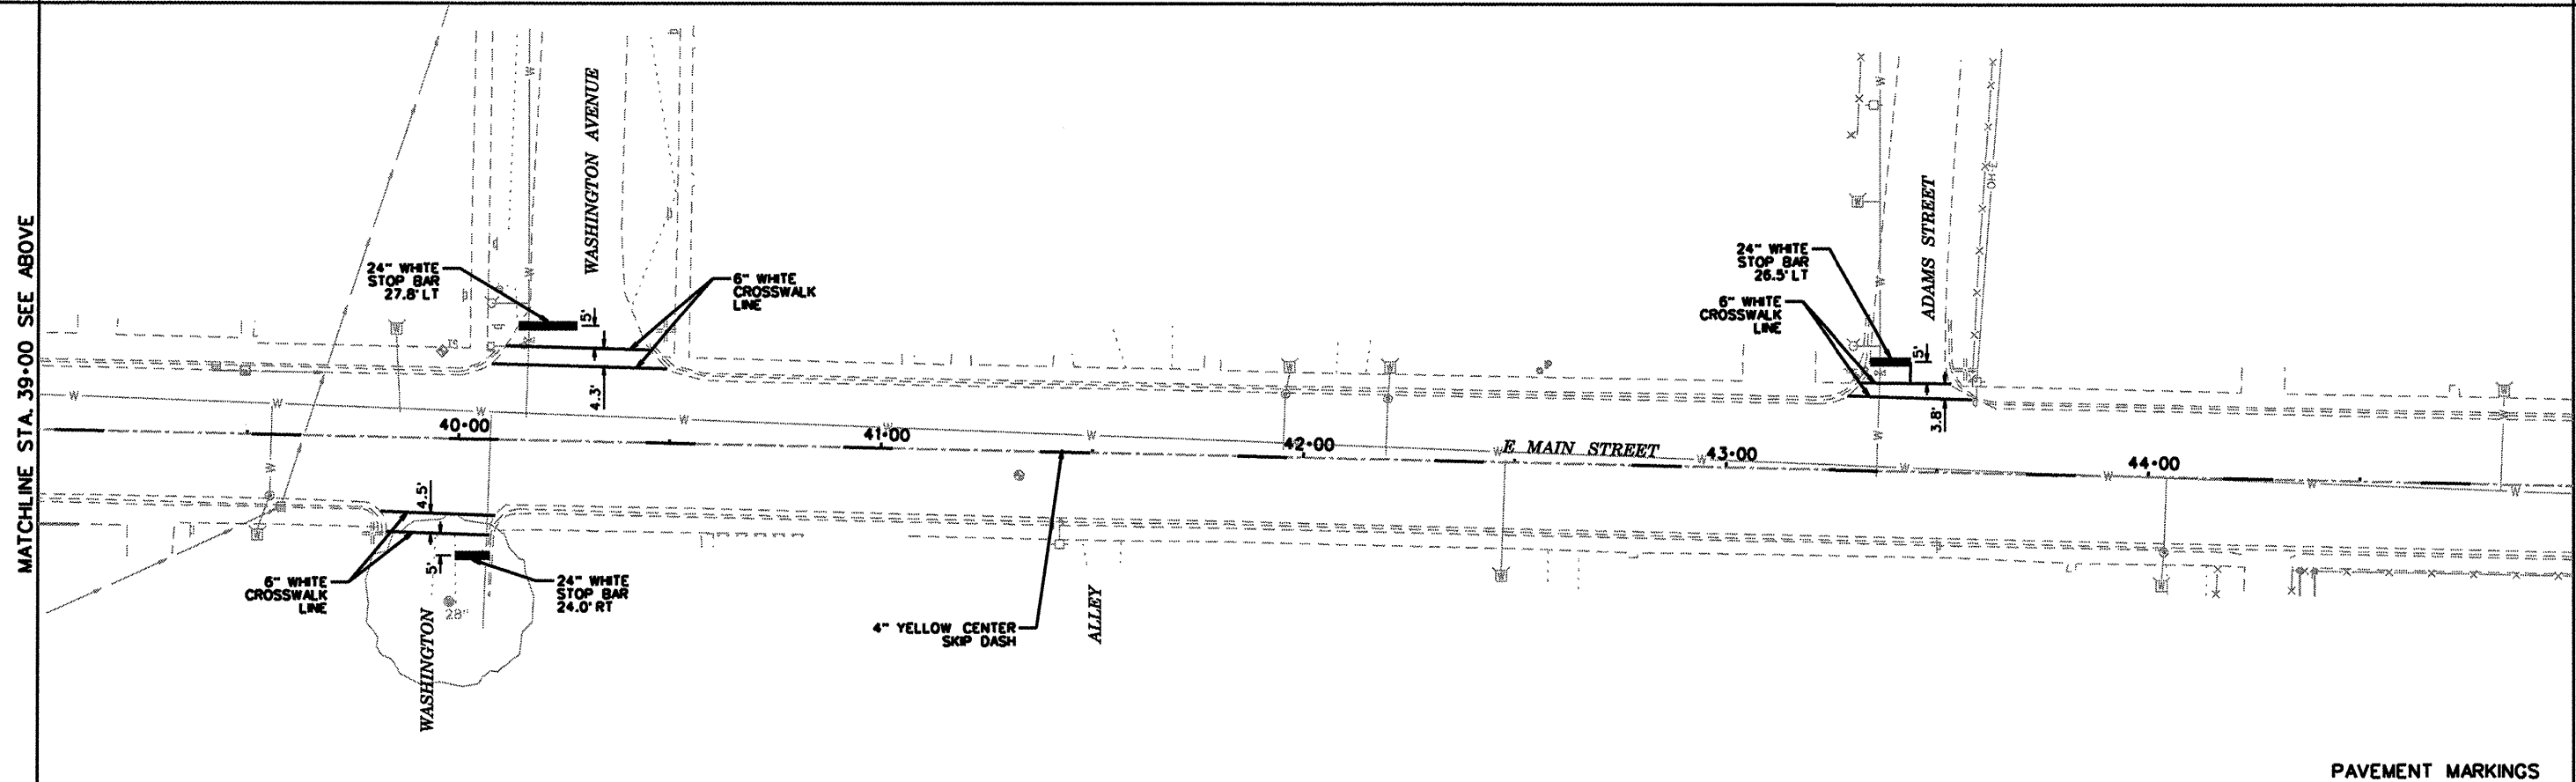 MATCHLINE STA. 39+00 SEE ABOVE
WASHINGTON AVENUE
24" WHITE
STOP BAR
27.8' LT
5'
6" WHITE
CROSSWALK
LINE
4.3'
ADAMS STREET
24" WHITE
STOP BAR
26.5' LT
6" WHITE
CROSSWALK
LINE
5'
3.8'
OHE
40+00
41+00
42+00
E MAIN STREET
43+00
44+00
4.5'
5'
6" WHITE
CROSSWALK
LINE
24" WHITE
STOP BAR
24.0' RT
28"
WASHINGTON
4" YELLOW CENTER
SKIP DASH
ALLEY
PAVEMENT MARKINGS